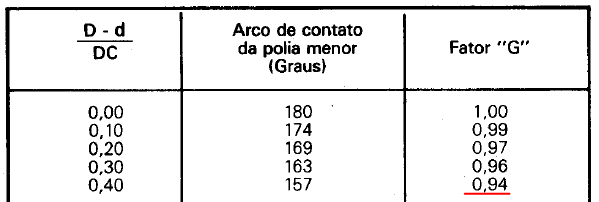 D - d
DC
Arco de contato
da polia menor
(Graus)
Fator "G"
0,00 180 1,00
0,10 174 0,99
0,20 169 0,97
0,30 163 0,96
0,40 157 0,94